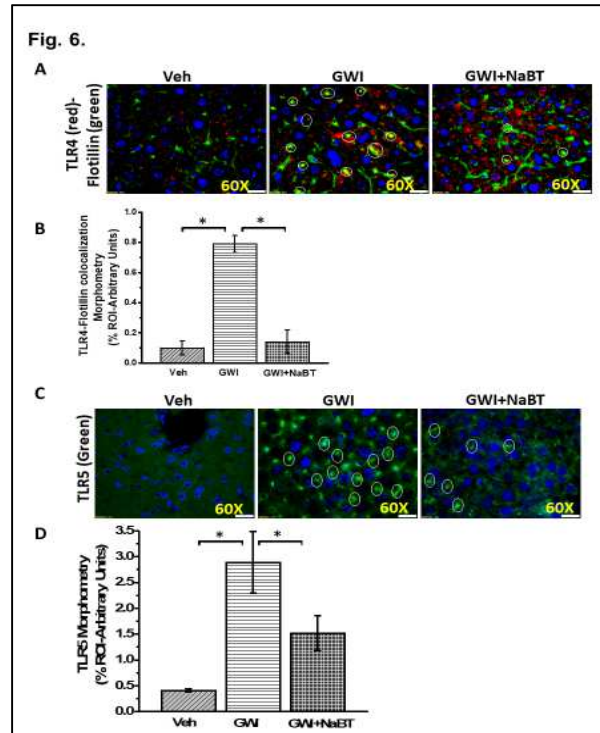 Fig. 6.
A
Veh
GWI
GWI+NaBT
TLR4 (red)-
Flotillin (green)
60X
60X
60X
B
TLR4-Flotillin colocalization
Morphometry
(% ROI-Arbitrary Units)
0.8
0.6
0.4
0.2
0.0
*
*
Veh
GWI
GWI+NaBT
C
Veh
GWI
GWI+NaBT
TLR5 (Green)
60X
60X
60X
D
TLR5 Morphometry
(% ROI-Arbitrary Units)
3.5
3.0
2.5
2.0
1.5
1.0
0.5
0.0
*
*
Veh
GWI
GWI+NaBT